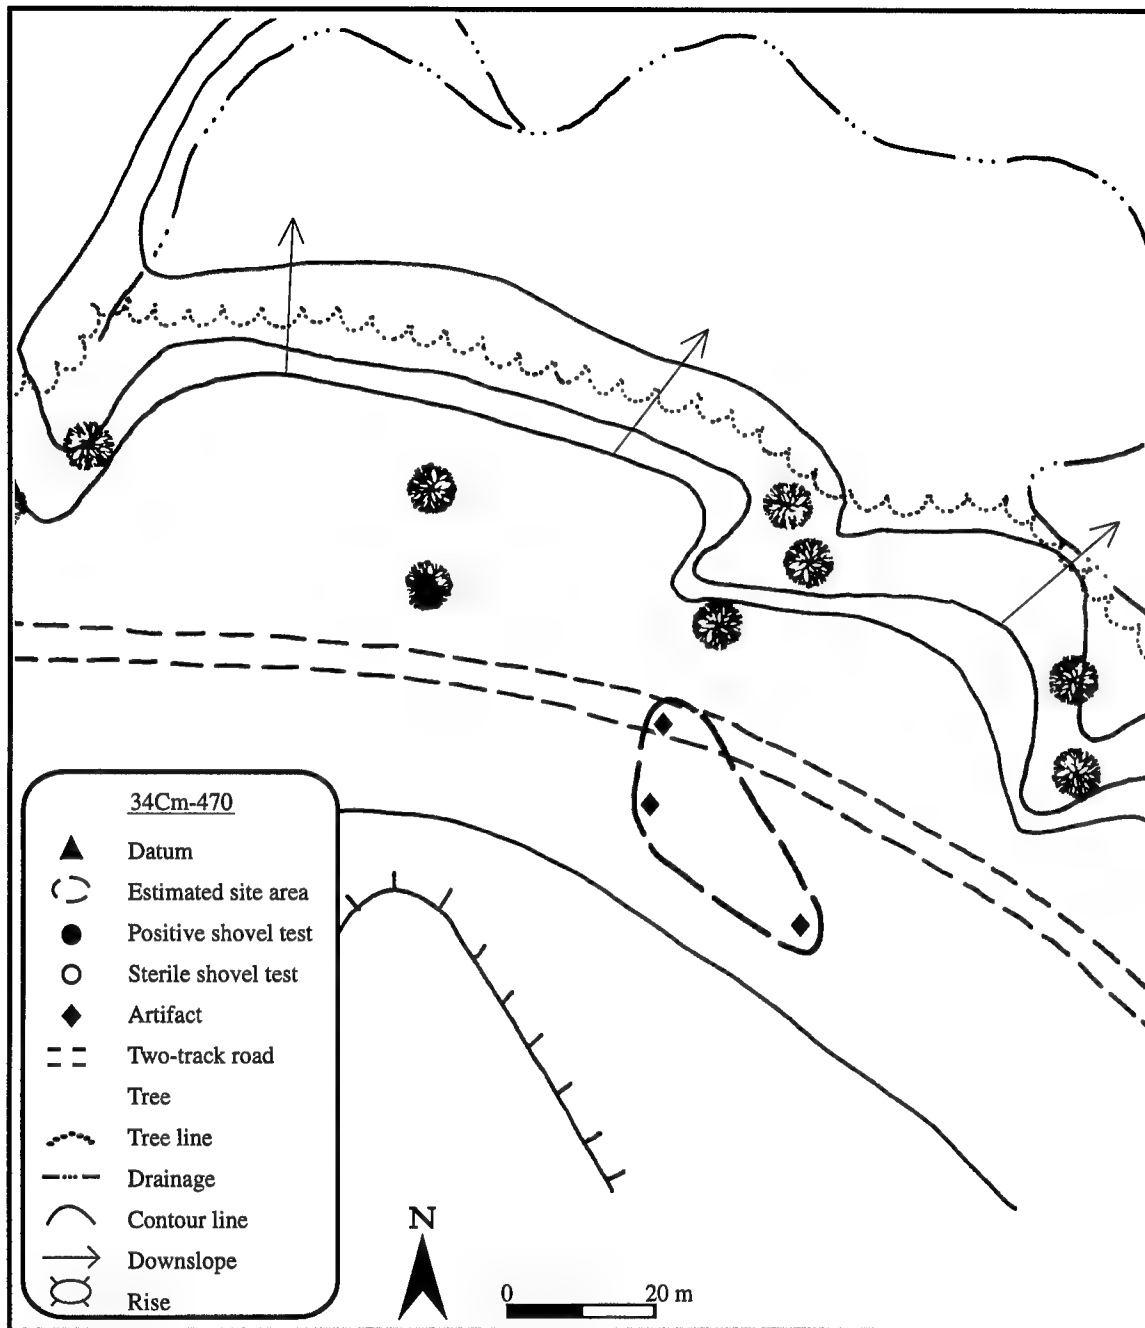 34Cm-470
Datum
Estimated site area
Positive shovel test
Sterile shovel test
Artifact
Two-track road
Tree
Tree line
Drainage
Contour line
Downslope
Rise
N
0 20 m